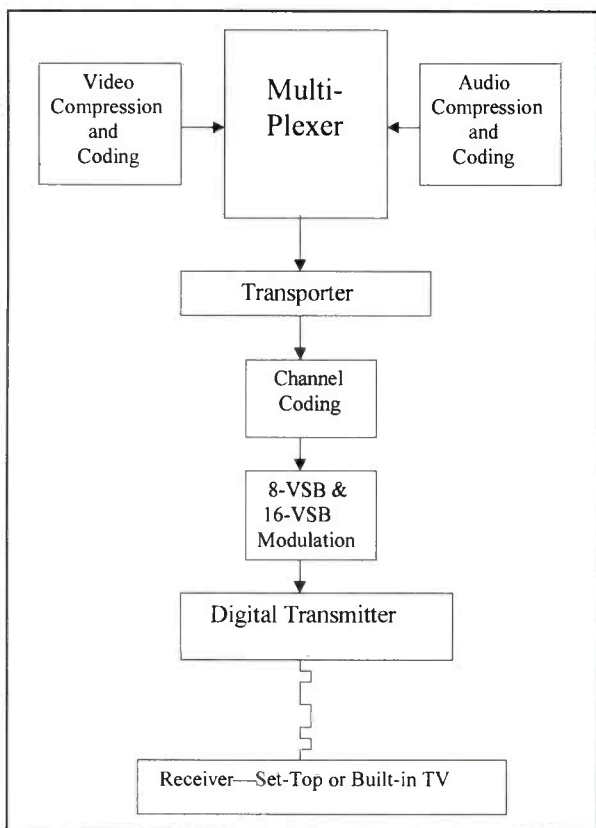 Video
Compression
and
Coding
Multi-
Plexer
Audio
Compression
and
Coding
Transporter
Channel
Coding
8-VSB &
16-VSB
Modulation
Digital Transmitter
Receiver—Set-Top or Built-in TV